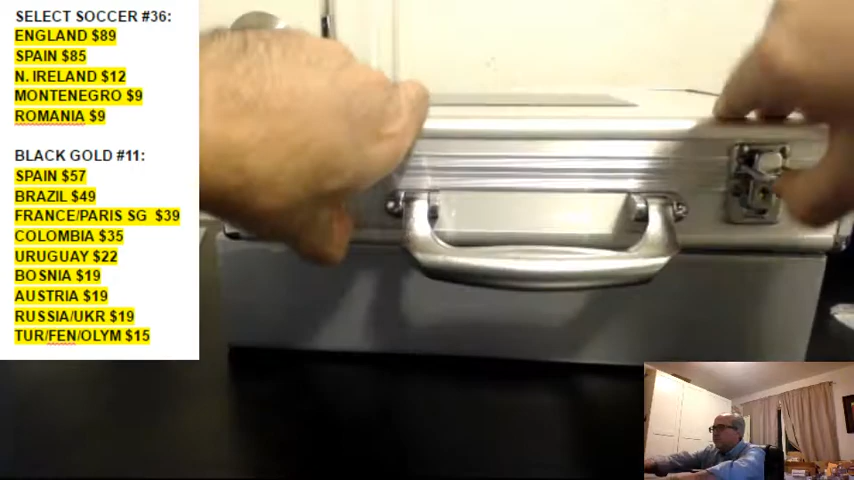 SELECT SOCCER #36:
ENGLAND $89
SPAIN $85
N. IRELAND $12
MONTENEGRO $9
ROMANIA $9
BLACK GOLD #11:
SPAIN $57
BRAZIL $49
FRANCE/PARIS SG $39
COLOMBIA $35
URUGUAY $22
BOSNIA $19
AUSTRIA $19
RUSSIA/UKR $19
TUR/FEN/OLYM $15